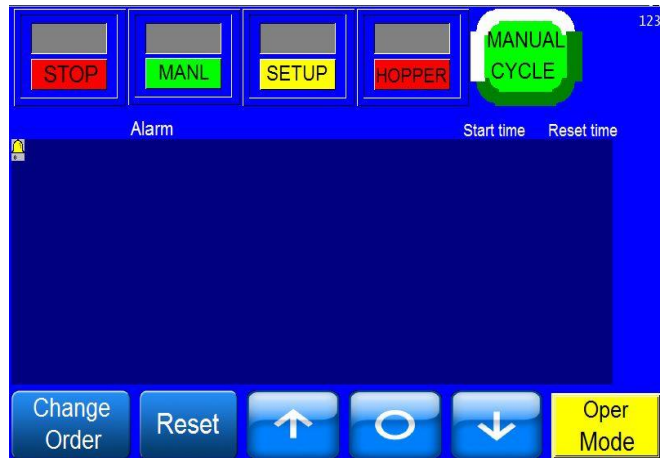 123
STOP MANL SETUP HOPPER
MANUAL
CYCLE
Alarm Start time Reset time
Change
Order
Reset
Oper
Mode